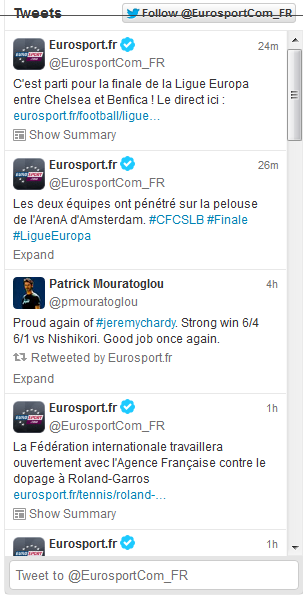 Tweets
Follow @EurosportCom_FR
Eurosport.fr
24m
@EurosportCom_FR
C'est parti pour la finale de la Ligue Europa
entre Chelsea et Benfica ! Le direct ici :
eurosport.fr/football/ligue…
Show Summary
Eurosport.fr
26m
@EurosportCom_FR
Les deux équipes ont pénétré sur la pelouse
de l'ArenA d'Amsterdam. #CFCSLB #Finale
#LigueEuropa
Expand
Patrick Mouratoglou
4h
@pmouratoglou
Proud again of #jeremychardy. Strong win 6/4
6/1 vs Nishikori. Good job once again.
Retweeted by Eurosport.fr
Expand
Eurosport.fr
1h
@EurosportCom_FR
La Fédération internationale travaillera
ouvertement avec l'Agence Française contre le
dopage à Roland-Garros
eurosport.fr/tennis/roland-…
Show Summary
Eurosport.fr
1h
Tweet to @EurosportCom_FR